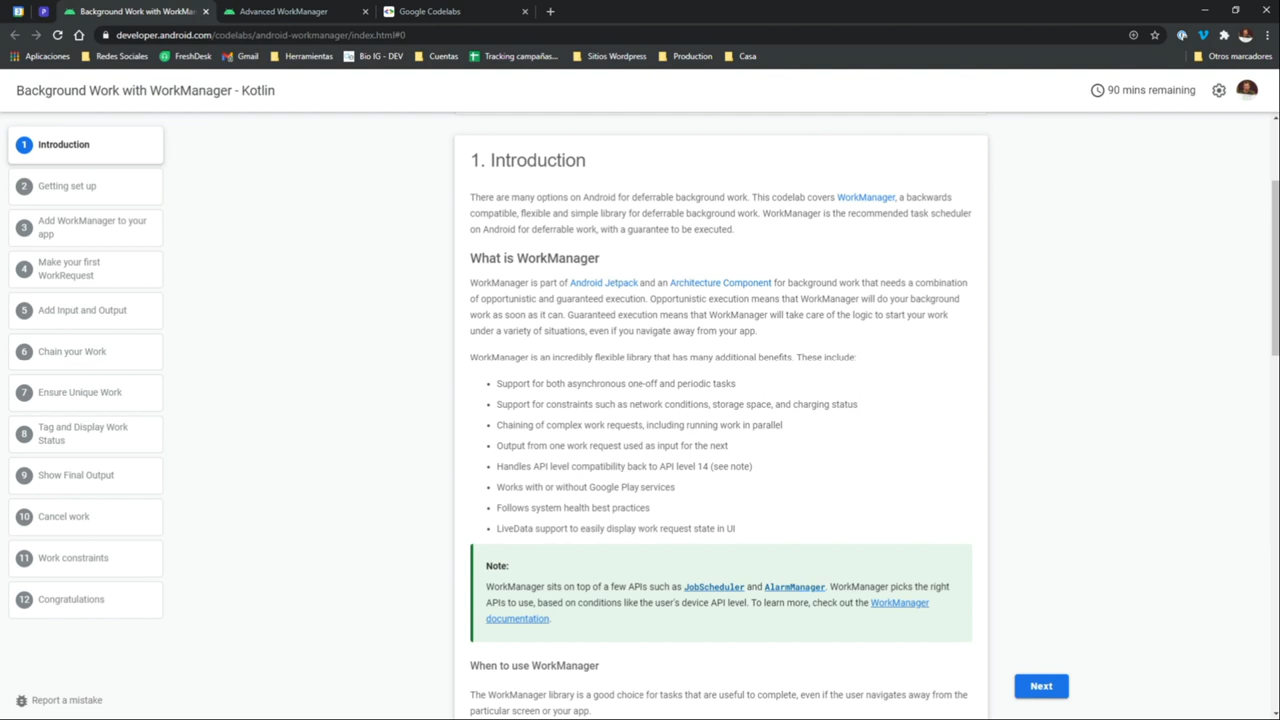 Background Work with WorkMan
Advanced WorkManager
Google Codelabs
developer.android.com/codelabs/android-workmanager/index.html#0
Aplicaciones
Redes Sociales
FreshDesk
Gmail
Herramientas
Bio IG - DEV
Cuentas
Tracking campañas...
Sitios Wordpress
Production
Casa
Otros marcadores
Background Work with WorkManager - Kotlin
90 mins remaining
1 Introduction
2 Getting set up
3 Add WorkManager to your
app
4 Make your first
WorkRequest
5 Add Input and Output
6 Chain your Work
7 Ensure Unique Work
8 Tag and Display Work
Status
9 Show Final Output
10 Cancel work
11 Work constraints
12 Congratulations
Report a mistake
1. Introduction
There are many options on Android for deferrable background work. This codelab covers WorkManager, a backwards
compatible, flexible and simple library for deferrable background work. WorkManager is the recommended task scheduler
on Android for deferrable work, with a guarantee to be executed.
What is WorkManager
WorkManager is part of Android Jetpack and an Architecture Component for background work that needs a combination
of opportunistic and guaranteed execution. Opportunistic execution means that WorkManager will do your background
work as soon as it can. Guaranteed execution means that WorkManager will take care of the logic to start your work
under a variety of situations, even if you navigate away from your app.
WorkManager is an incredibly flexible library that has many additional benefits. These include:
• Support for both asynchronous one-off and periodic tasks
• Support for constraints such as network conditions, storage space, and charging status
• Chaining of complex work requests, including running work in parallel
• Output from one work request used as input for the next
• Handles API level compatibility back to API level 14 (see note)
• Works with or without Google Play services
• Follows system health best practices
• LiveData support to easily display work request state in UI
Note:
WorkManager sits on top of a few APIs such as JobScheduler and AlarmManager. WorkManager picks the right
APIs to use, based on conditions like the user's device API level. To learn more, check out the WorkManager
documentation.
When to use WorkManager
The WorkManager library is a good choice for tasks that are useful to complete, even if the user navigates away from the
particular screen or your app.
Next